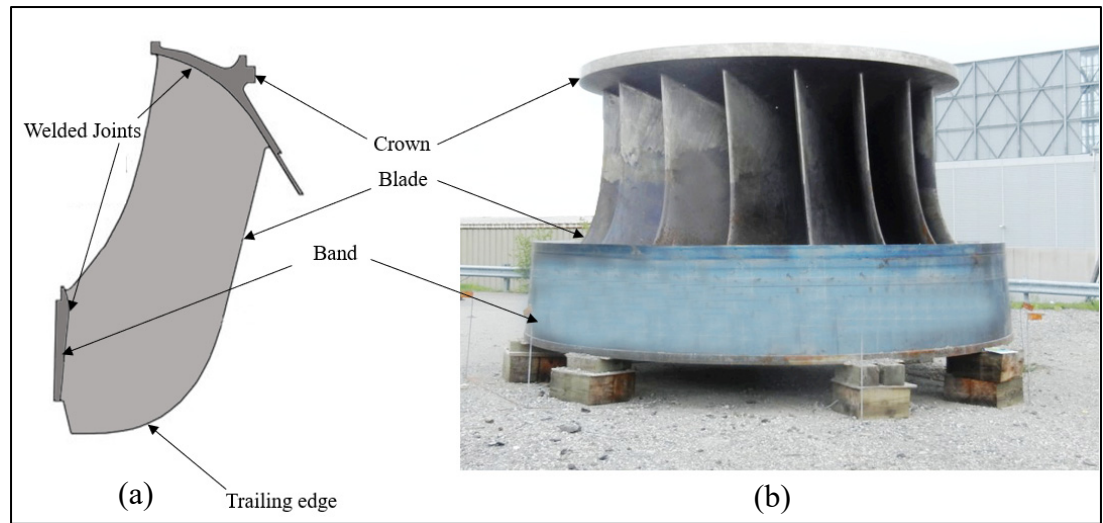 Welded Joints
Crown
Blade
Band
Trailing edge
(a)
(b)